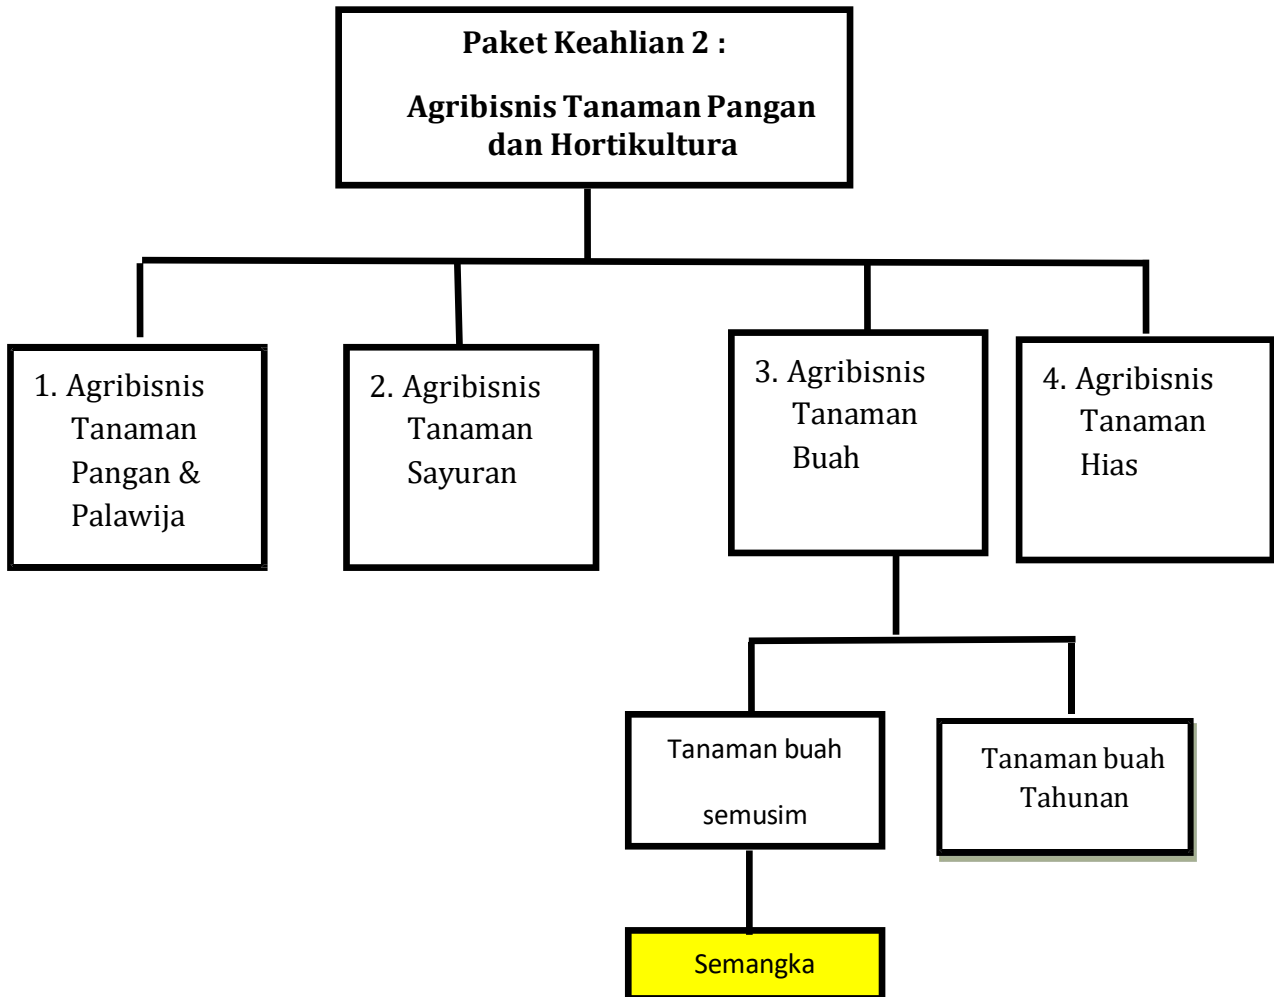 Paket Keahlian 2 :
Agribisnis Tanaman Pangan
dan Hortikultura
1. Agribisnis
Tanaman
Pangan &
Palawija
2. Agribisnis
Tanaman
Sayuran
3. Agribisnis
Tanaman
Buah
4. Agribisnis
Tanaman
Hias
Tanaman buah
semusim
Tanaman buah
Tahunan
Semangka